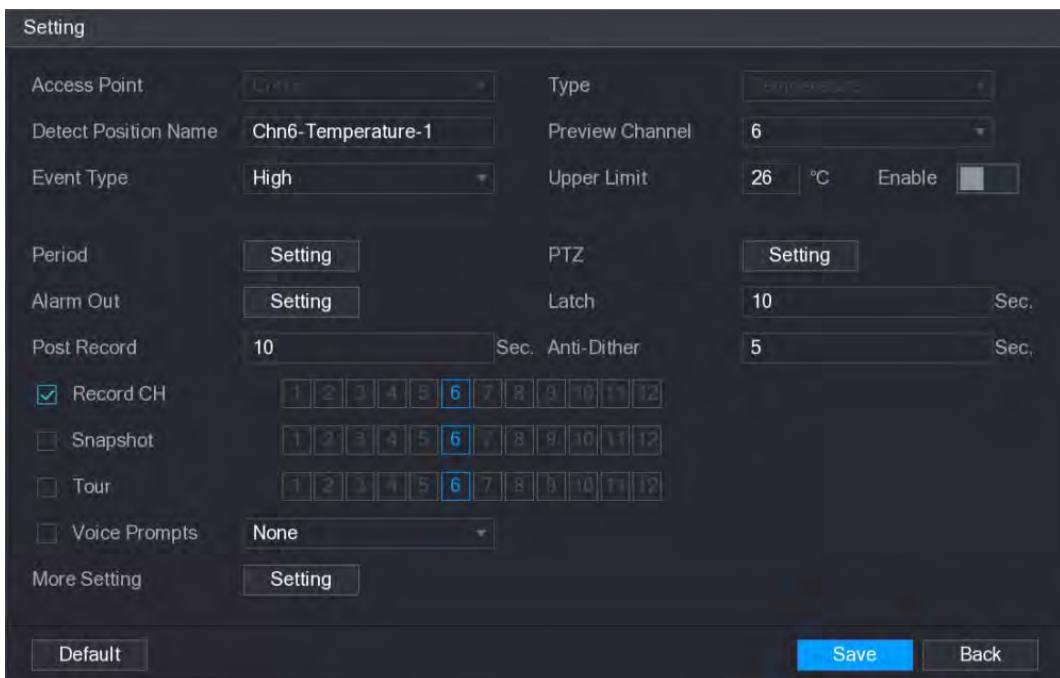 Setting
Access Point Type
Detect Position Name Chn6-Temperature-1 Preview Channel 6
Event Type High Upper Limit 26 °C Enable
Period Setting PTZ Setting
Alarm Out Setting Latch 10 Sec.
Post Record 10 Sec. Anti-Dither 5 Sec.
Record CH 1 2 3 4 5 6 7 8 9 10 11 12
Snapshot 1 2 3 4 5 6 7 8 9 10 11 12
Tour 1 2 3 4 5 6 7 8 9 10 11 12
Voice Prompts None
More Setting Setting
Default Save Back